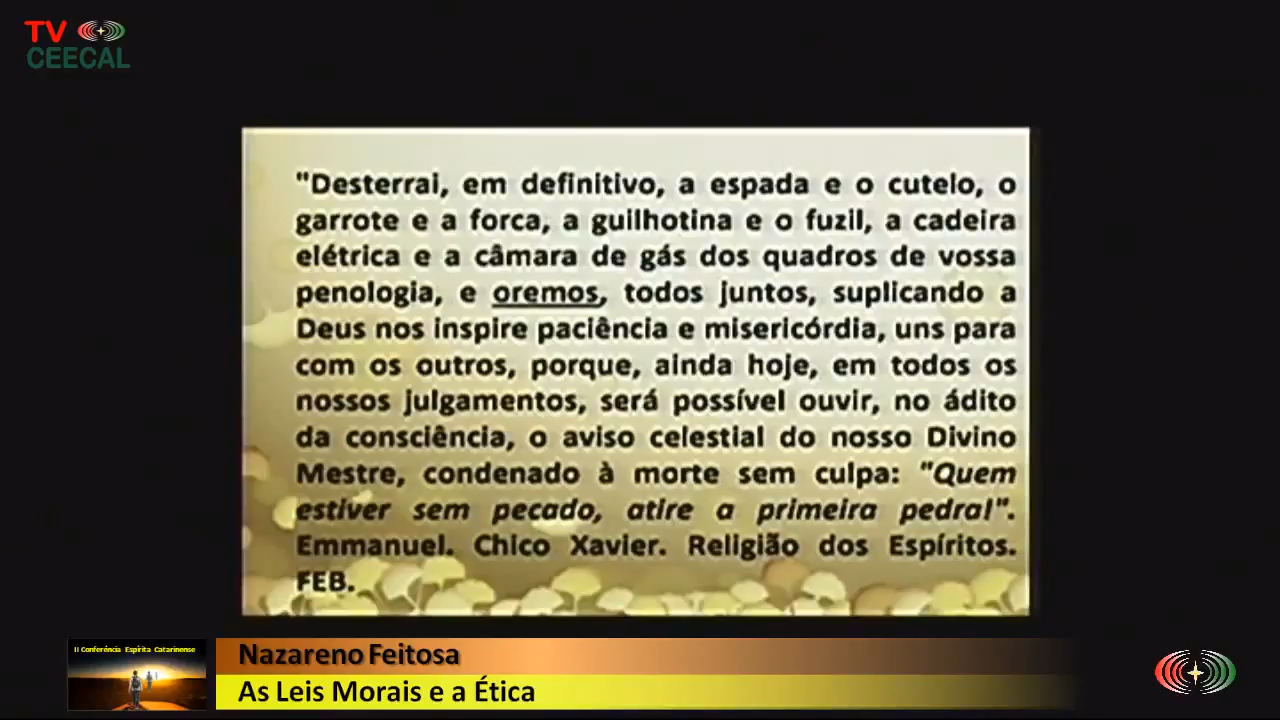 TV
CEECAL
"Desterrai, em definitivo, a espada e o cutelo, o
garrote e a forca, a guilhotina e o fuzil, a cadeira
elétrica e a câmara de gás dos quadros de vossa
penologia, e oremos, todos juntos, suplicando a
Deus nos inspire paciência e misericórdia, uns para
com os outros, porque, ainda hoje, em todos os
nossos julgamentos, será possível ouvir, no ádito
da consciência, o aviso celestial do nosso Divino
Mestre, condenado à morte sem culpa: "Quem
estiver sem pecado, atire a primeira pedra!".
Emmanuel. Chico Xavier. Religião dos Espíritos.
FEB.
II Conferência Espírita Catarinense
Nazareno Feitosa
As Leis Morais e a Ética